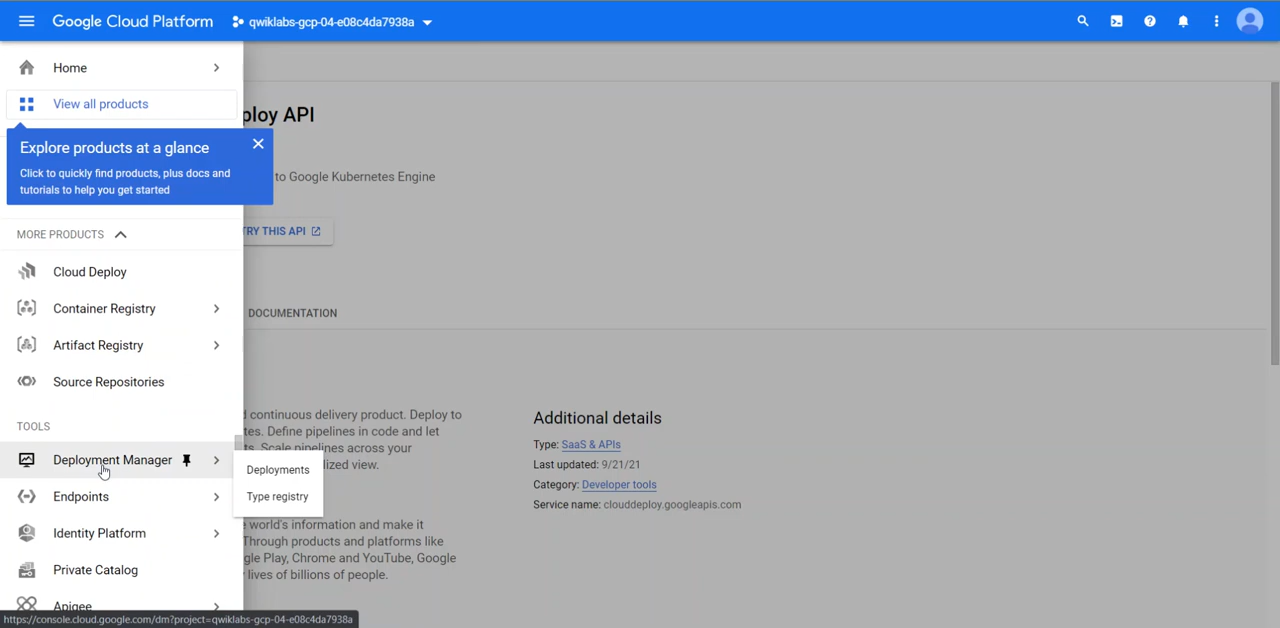 Google Cloud Platform
qwiklabs-gcp-04-e08c4da7938a
Home
View all products
Explore products at a glance
Click to quickly find products, plus docs and
tutorials to help you get started
MORE PRODUCTS
Cloud Deploy
Container Registry
Artifact Registry
Source Repositories
TOOLS
Deployment Manager
Deployments
Type registry
Endpoints
Identity Platform
Private Catalog
Apigee
https://console.cloud.google.com/dm?project=qwiklabs-gcp-04-e08c4da7938a
ploy API
to Google Kubernetes Engine
TRY THIS API
DOCUMENTATION
continuous delivery product. Deploy to
tes. Define pipelines in code and let
ts. Scale pipelines across your
lized view.
world's information and make it
Through products and platforms like
gle Play, Chrome and YouTube, Google
lives of billions of people.
Additional details
Type: SaaS & APIs
Last updated: 9/21/21
Category: Developer tools
Service name: clouddeploy.googleapis.com